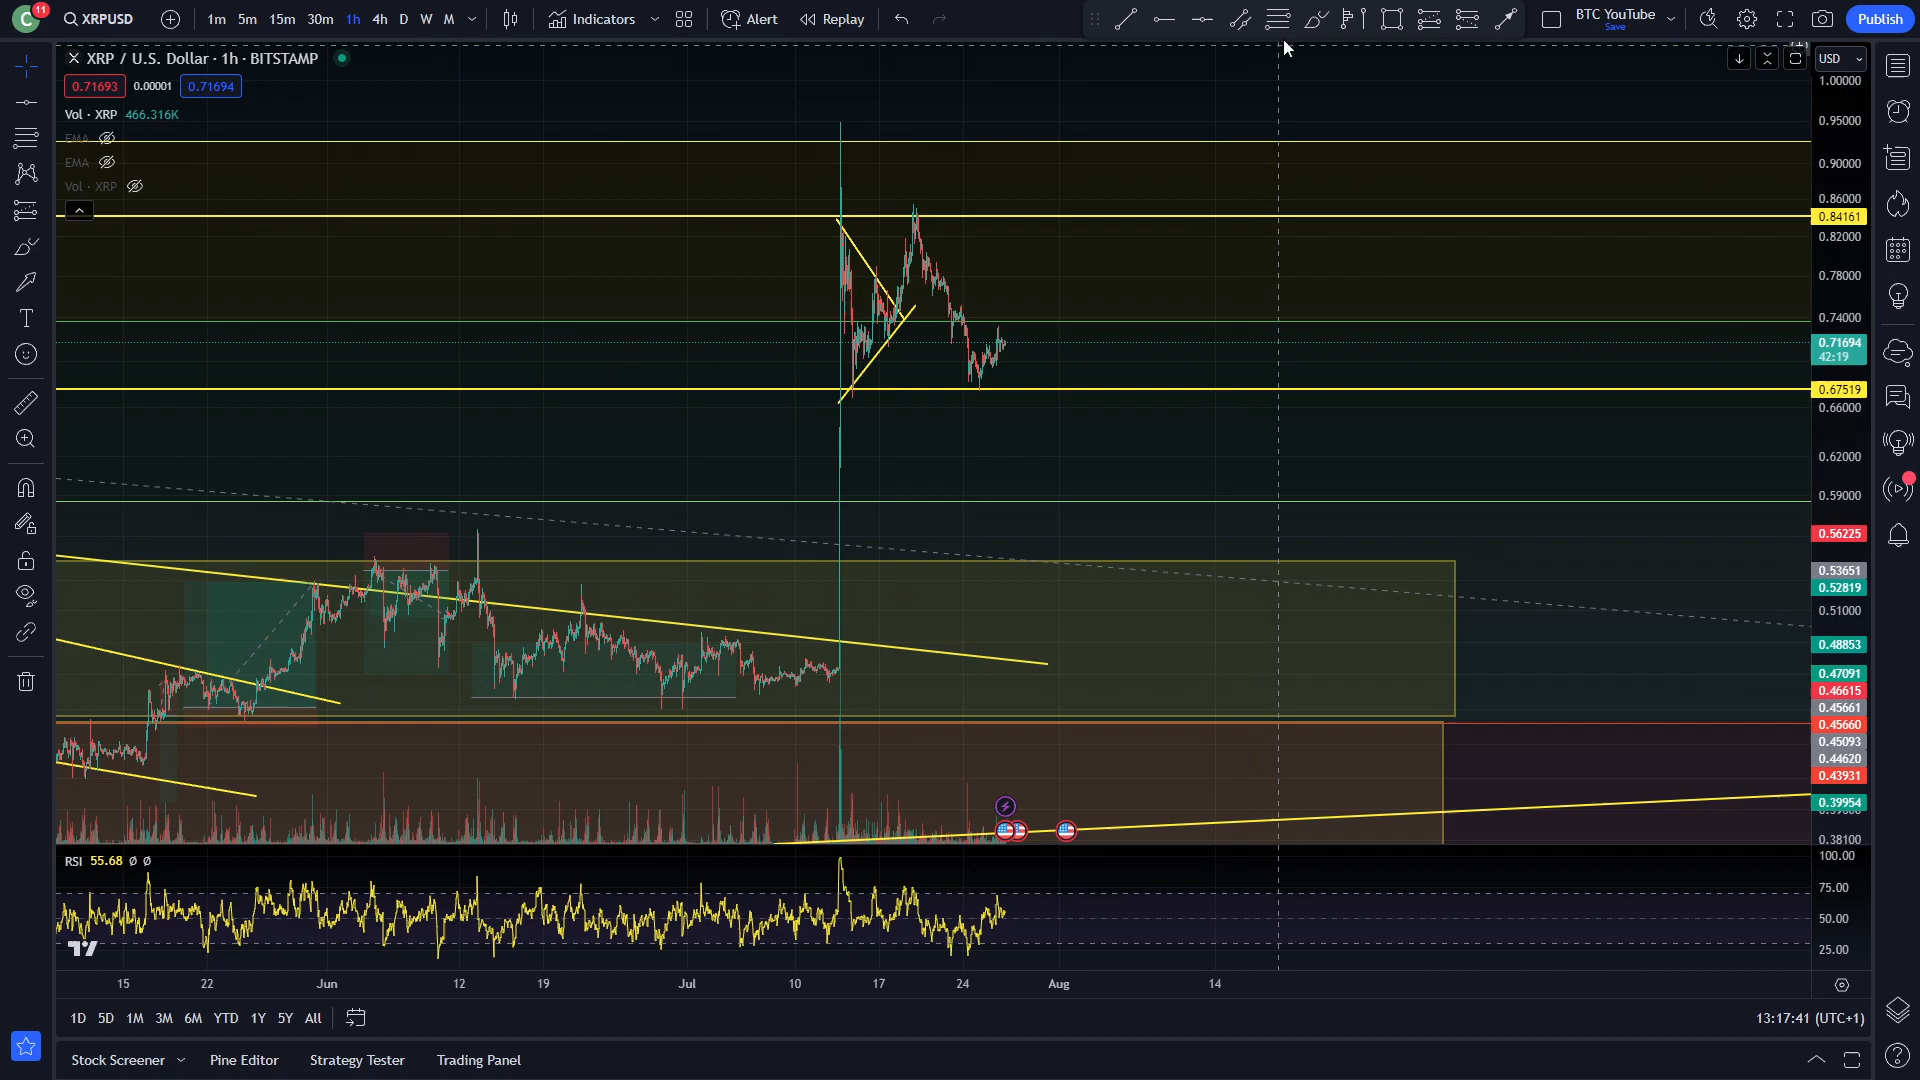 C 11 XRPUSD 1m 5m 15m 30m 1h 4h D W M Indicators Alert Replay BTC YouTube Save Publish
XRP / U.S. Dollar · 1h · BITSTAMP
USD
0.71693 0.00001 0.71694
Vol · XRP 466.316K
EMA
EMA
Vol · XRP
1.00000
0.95000
0.90000
0.86000
0.84161
0.82000
0.78000
0.74000
0.71694
42:19
0.67519
0.66000
0.62000
0.59000
0.56225
0.53651
0.52819
0.51000
0.48853
0.47091
0.46615
0.45661
0.45660
0.45093
0.44620
0.43931
0.39954
0.38100
RSI 55.68 Ø Ø
100.00
75.00
50.00
25.00
15 22 Jun 12 19 Jul 10 17 24 Aug 14
1D 5D 1M 3M 6M YTD 1Y 5Y All 13:17:41 (UTC+1)
Stock Screener Pine Editor Strategy Tester Trading Panel